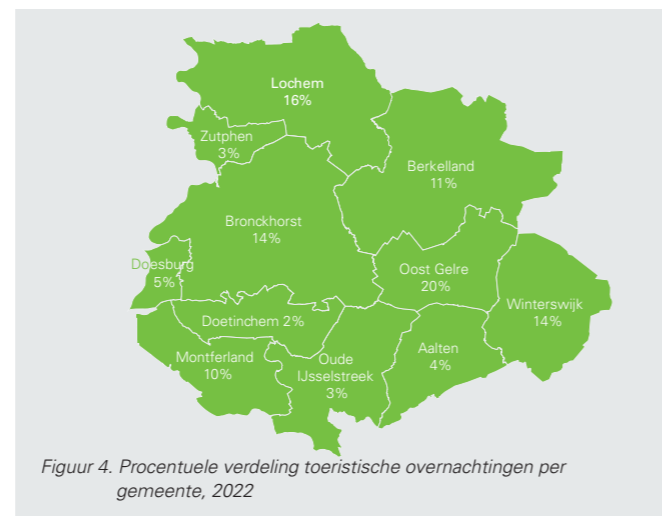 Lochem
16%
Zutphen
3%
Berkelland
11%
Bronckhorst
14%
Doesburg
5%
Oost Gelre
20%
Winterswijk
14%
Doetinchem 2%
Montferland
10%
Oude
IJsselstreek
3%
Aalten
4%
Figuur 4. Procentuele verdeling toeristische overnachtingen per
gemeente, 2022